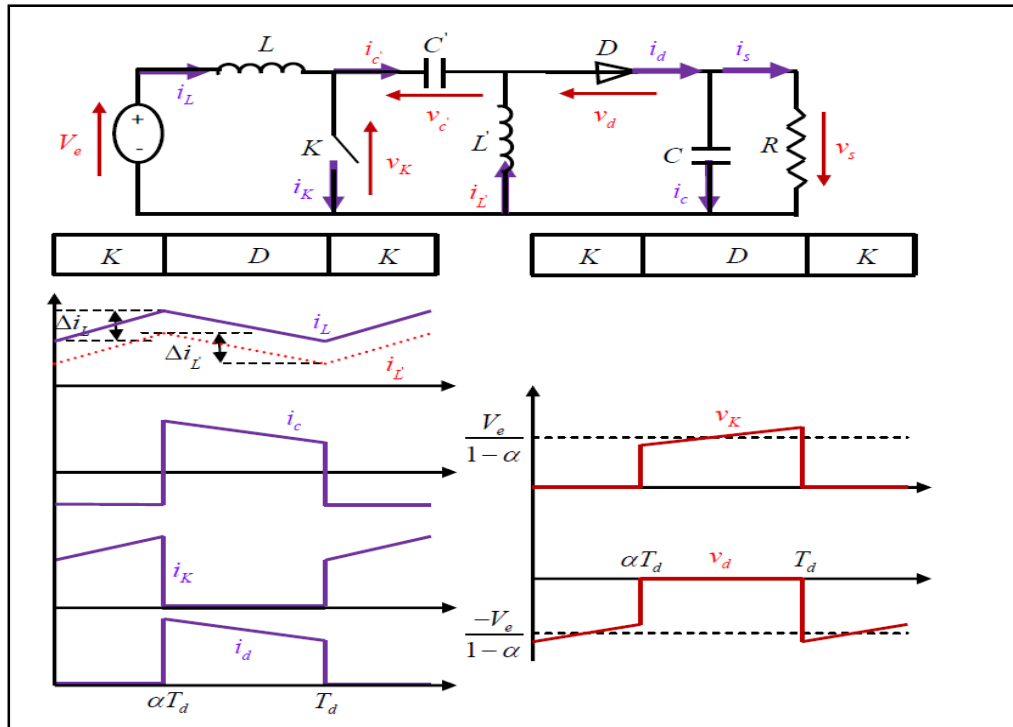 L
i_c'
C'
D
i_d
i_s
i_L
v_c'
v_d
V_e
+
-
K
v_K
L'
C
R
v_s
i_K
i_L'
i_c
K D K
K D K
Δi_L
i_L
Δi_L'
i_L'
i_c
V_e / 1-α
v_K
i_K
αT_d
v_d
T_d
-V_e / 1-α
i_d
αT_d
T_d